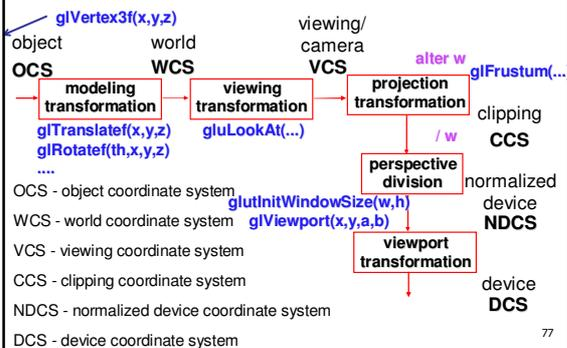 glVertex3f(x,y,z)
object
OCS
world
WCS
viewing/
camera
VCS
alter w
glFrustum(...
modeling
transformation
viewing
transformation
projection
transformation
glTranslatef(x,y,z)
glRotatef(th,x,y,z)
....
gluLookAt(...)
clipping
CCS
/ w
perspective
division
normalized
device
NDCS
glutInitWindowSize(w,h)
glViewport(x,y,a,b)
viewport
transformation
device
DCS
OCS - object coordinate system
WCS - world coordinate system
VCS - viewing coordinate system
CCS - clipping coordinate system
NDCS - normalized device coordinate system
DCS - device coordinate system
77